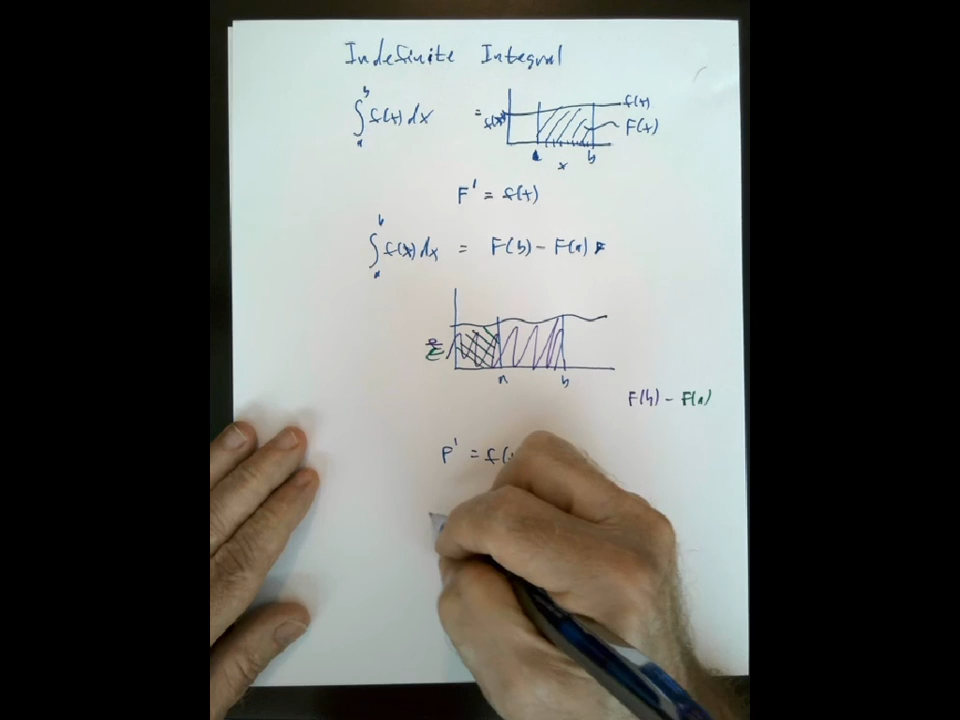 Indefinite Integral
∫ₐᵇ f(x) dx = f(x) a x b f(x) F(x)
F' = f(x)
∫ₐᵇ f(x) dx = F(b) - F(a)
a b
F(b) - F(a)
P' = f(